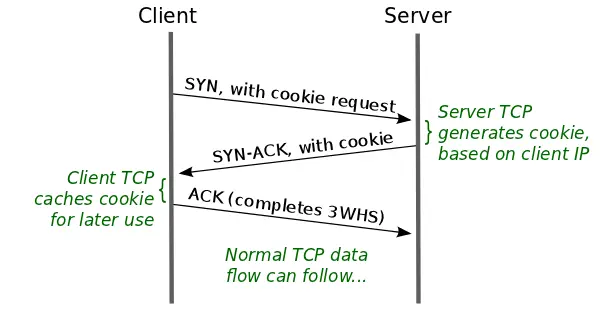 Client
Server
SYN, with cookie request
Server TCP
generates cookie,
based on client IP
SYN-ACK, with cookie
Client TCP
caches cookie
for later use
ACK (completes 3WHS)
Normal TCP data
flow can follow...